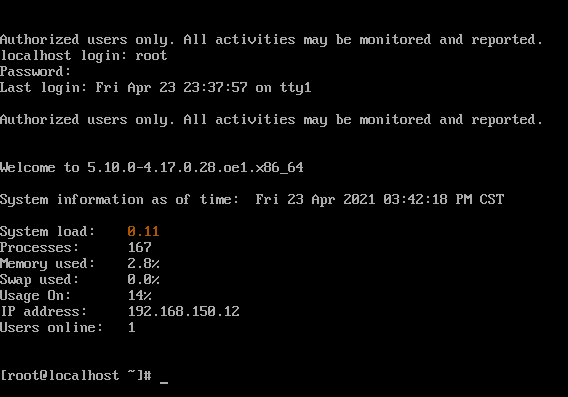 Authorized users only. All activities may be monitored and reported.
localhost login: root
Password:
Last login: Fri Apr 23 23:37:57 on tty1
Authorized users only. All activities may be monitored and reported.
Welcome to 5.10.0-4.17.0.28.oe1.x86_64
System information as of time:  Fri 23 Apr 2021 03:42:18 PM CST
System load:    0.11
Processes:      167
Memory used:    2.8%
Swap used:      0.0%
Usage On:       14%
IP address:     192.168.150.12
Users online:   1
[root@localhost ~]# _